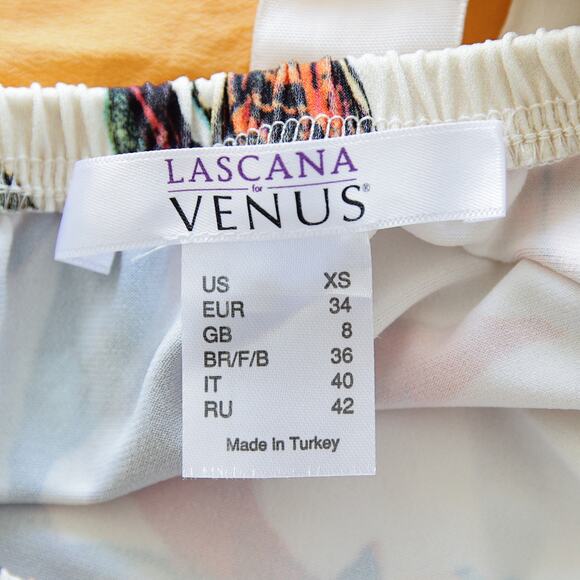 LASCANA
for
VENUS®
US XS
EUR 34
GB 8
BR/F/B 36
IT 40
RU 42
Made in Turkey